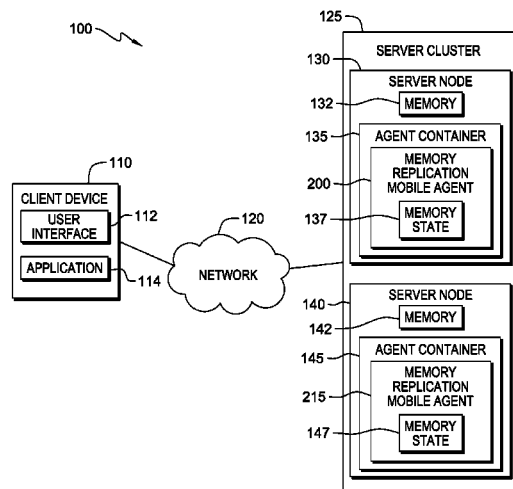 100
125
SERVER CLUSTER
130
SERVER NODE
132
MEMORY
135
AGENT CONTAINER
MEMORY
REPLICATION
MOBILE AGENT
200
137
MEMORY
STATE
110
CLIENT DEVICE
USER
INTERFACE
112
APPLICATION
114
120
NETWORK
140
SERVER NODE
142
MEMORY
145
AGENT CONTAINER
MEMORY
REPLICATION
MOBILE AGENT
215
147
MEMORY
STATE